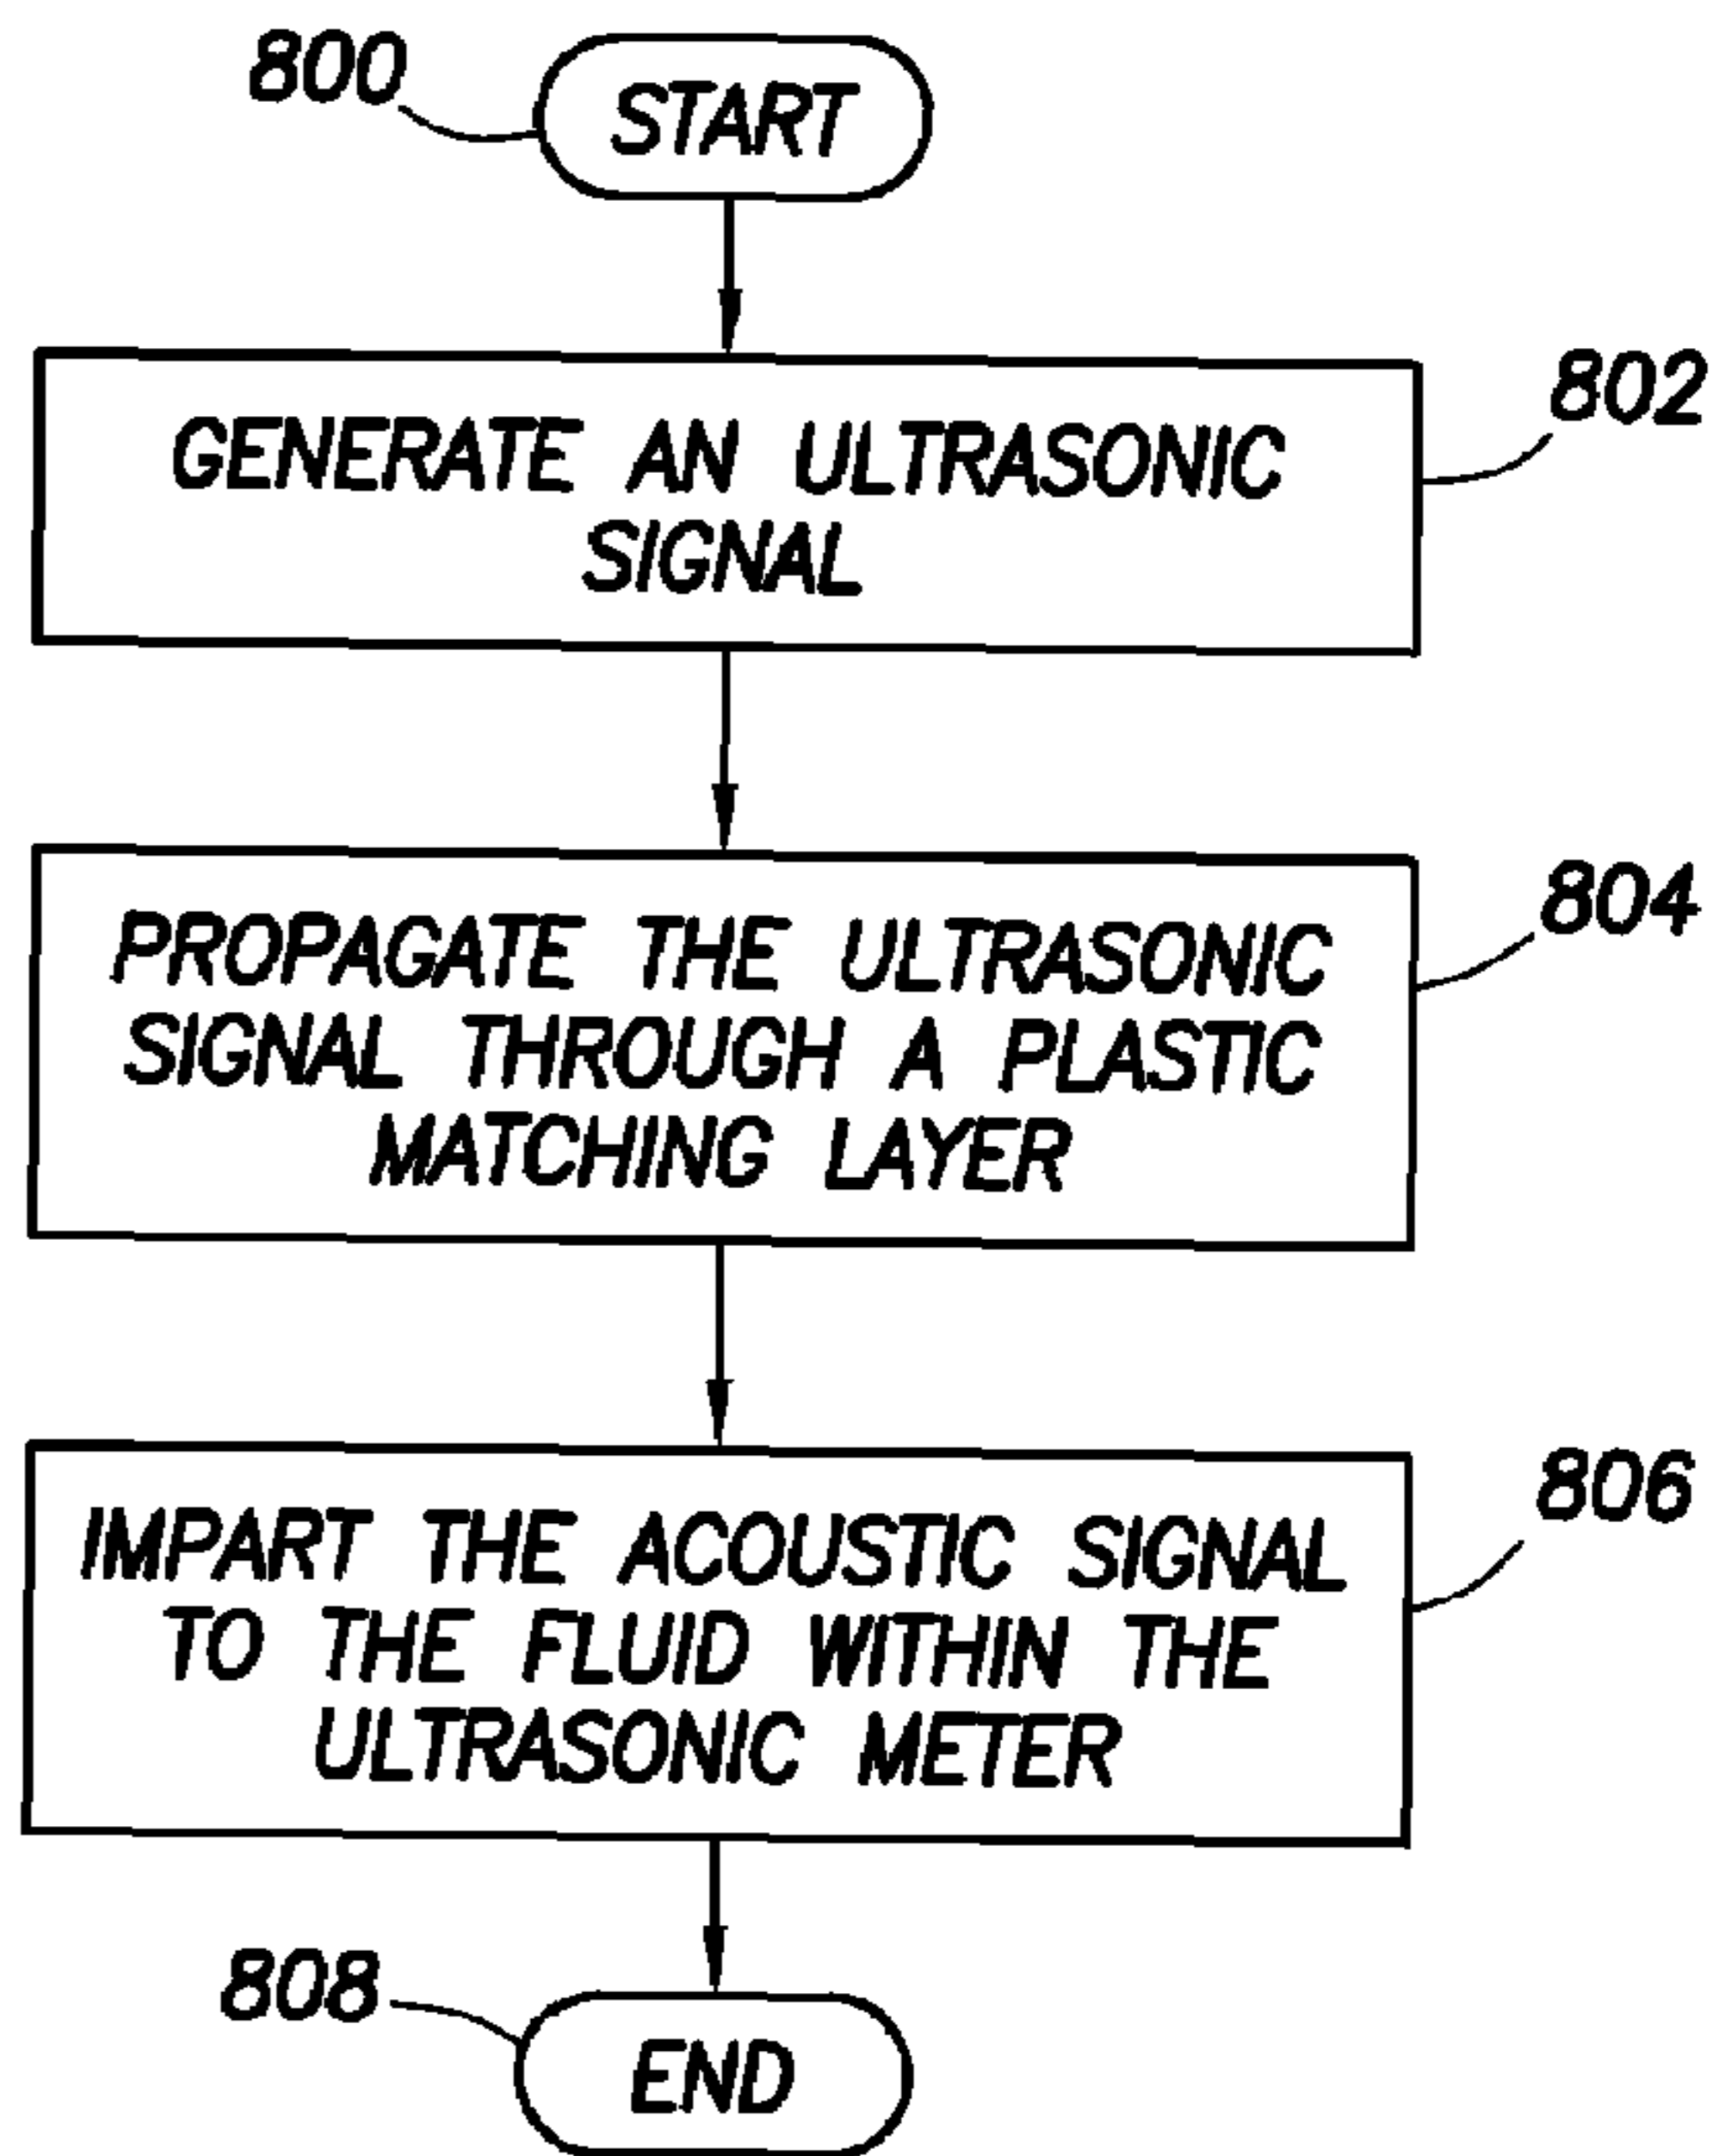 800
START
802
GENERATE AN ULTRASONIC
SIGNAL
804
PROPAGATE THE ULTRASONIC
SIGNAL THROUGH A PLASTIC
MATCHING LAYER
806
IMPART THE ACOUSTIC SIGNAL
TO THE FLUID WITHIN THE
ULTRASONIC METER
808
END